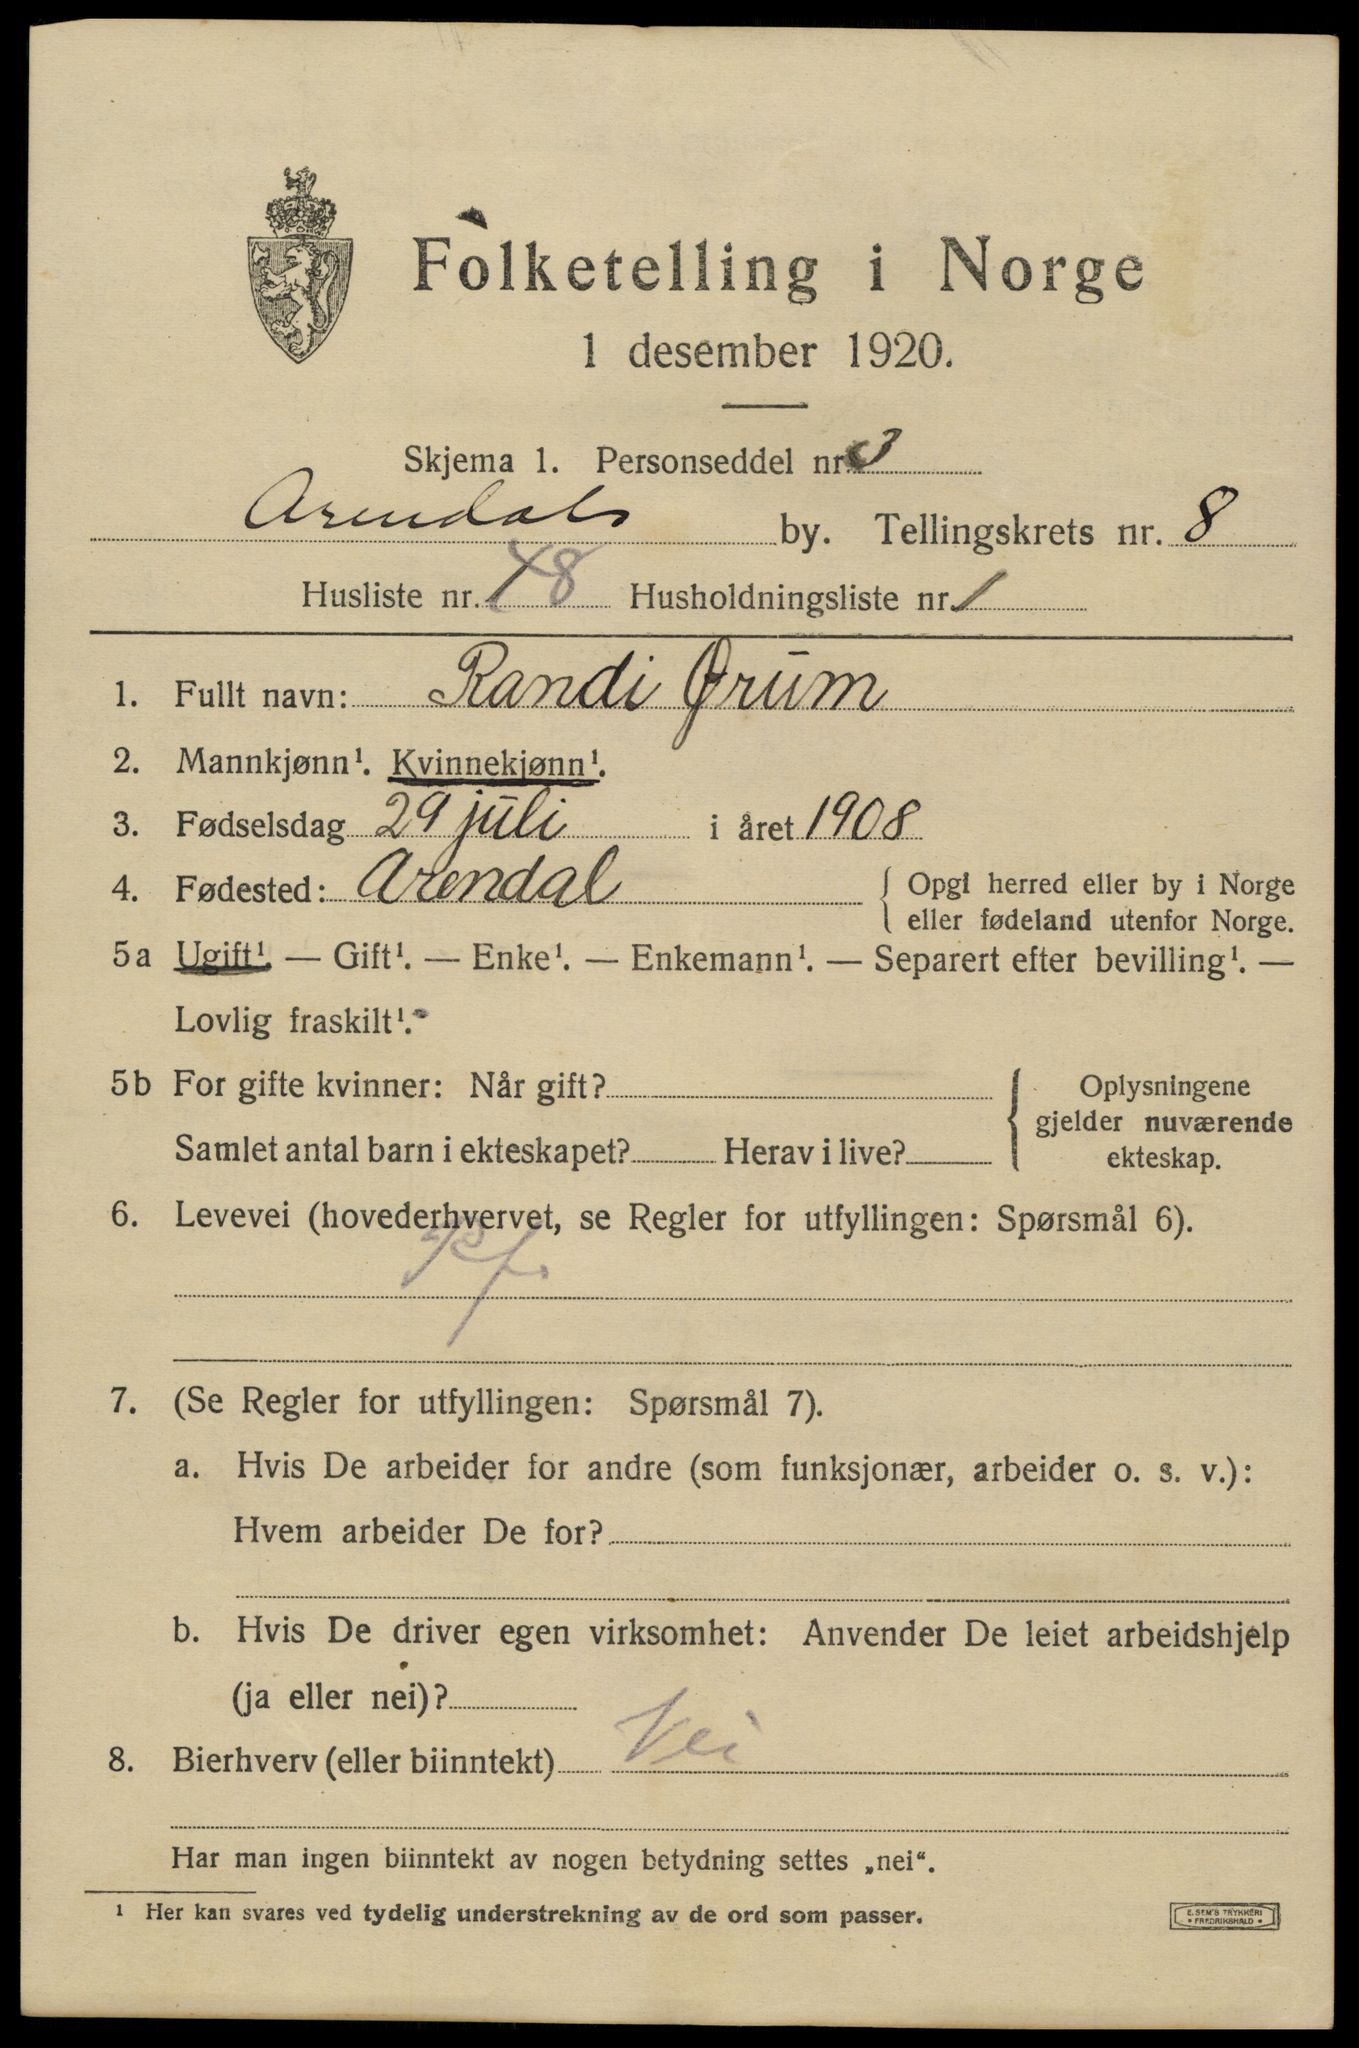 Folketelling i Norge
1 desember 1920.
Skjema 1. Personseddel nr. 3
Arendals by. Tellingskrets nr. 8
Husliste nr. 48 Husholdningsliste nr. 1
1. Fullt navn: Randi Ørum
2. Mannkjønn¹. Kvinnekjønn¹.
3. Fødselsdag 29 juli i året 1908
4. Fødested: Arendal { Opgi herred eller by i Norge
eller fødeland utenfor Norge.
5a Ugift¹. — Gift¹. — Enke¹. — Enkemann¹. — Separert efter bevilling¹. —
Lovlig fraskilt¹.
5b For gifte kvinner: Når gift? { Oplysningene
gjelder nuværende
Samlet antal barn i ekteskapet? Herav i live?
ekteskap.
6. Levevei (hovederhvervet, se Regler for utfyllingen: Spørsmål 6).
7. (Se Regler for utfyllingen: Spørsmål 7).
a. Hvis De arbeider for andre (som funksjonær, arbeider o. s. v.):
Hvem arbeider De for?
b. Hvis De driver egen virksomhet: Anvender De leiet arbeidshjelp
(ja eller nei)?
8. Bierhverv (eller biinntekt) Nei
Har man ingen biinntekt av nogen betydning settes „nei“.
¹ Her kan svares ved tydelig understrekning av de ord som passer.
E. SEM'S TRYKKERI
• FREDRIKSHALD •